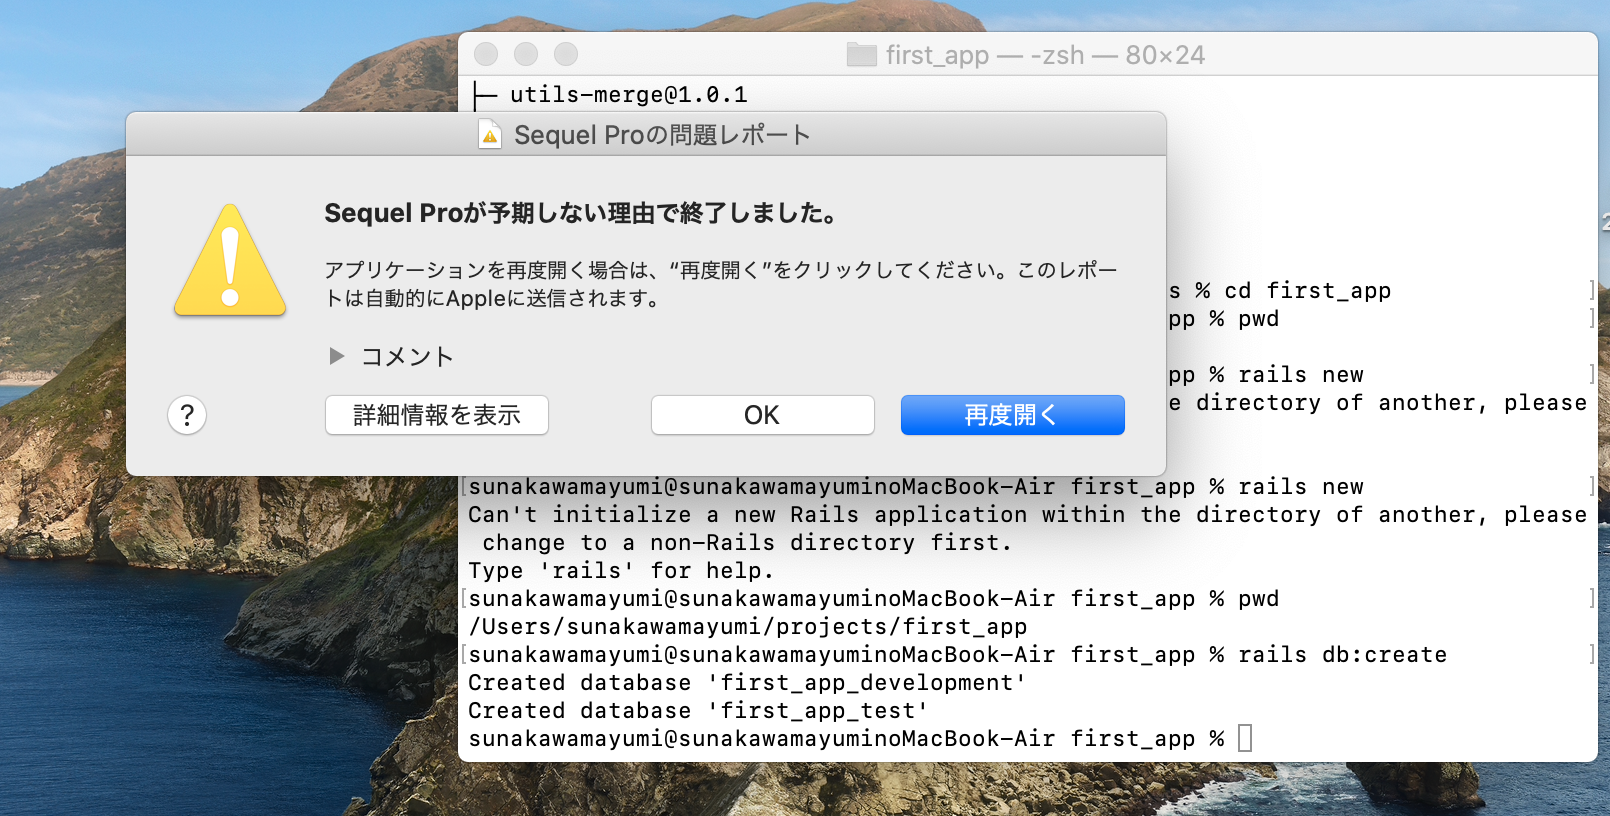 first_app — -zsh — 80×24
├─ utils-merge@1.0.1
Sequel Proの問題レポート
Sequel Proが予期しない理由で終了しました。
アプリケーションを再度開く場合は、“再度開く”をクリックしてください。このレポー
トは自動的にAppleに送信されます。
▶ コメント
? 詳細情報を表示 OK 再度開く
s % cd first_app ]
pp % pwd ]
pp % rails new ]
e directory of another, please
[sunakawamayumi@sunakawamayuminoMacBook-Air first_app % rails new ]
Can't initialize a new Rails application within the directory of another, please
change to a non-Rails directory first.
Type 'rails' for help.
[sunakawamayumi@sunakawamayuminoMacBook-Air first_app % pwd ]
/Users/sunakawamayumi/projects/first_app
[sunakawamayumi@sunakawamayuminoMacBook-Air first_app % rails db:create ]
Created database 'first_app_development'
Created database 'first_app_test'
sunakawamayumi@sunakawamayuminoMacBook-Air first_app %